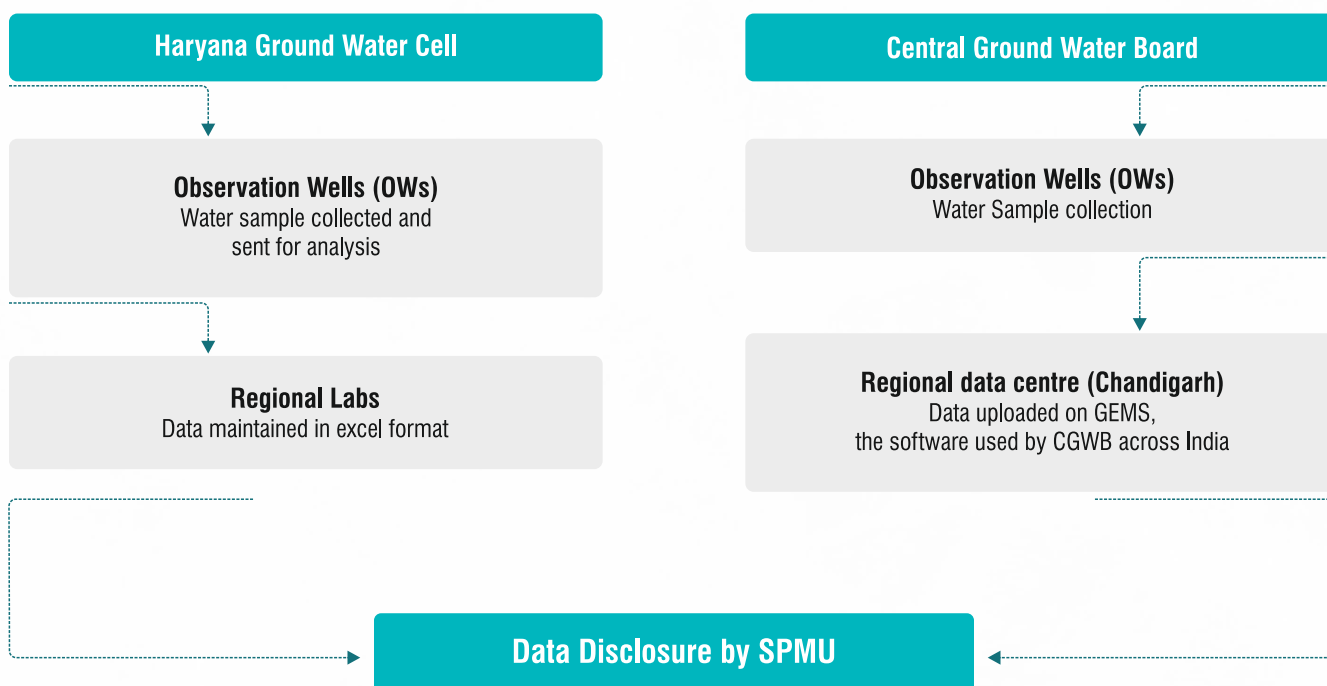 Haryana Ground Water Cell
Observation Wells (OWs)
Water sample collected and
sent for analysis
Regional Labs
Data maintained in excel format
Central Ground Water Board
Observation Wells (OWs)
Water Sample collection
Regional data centre (Chandigarh)
Data uploaded on GEMS,
the software used by CGWB across India
Data Disclosure by SPMU